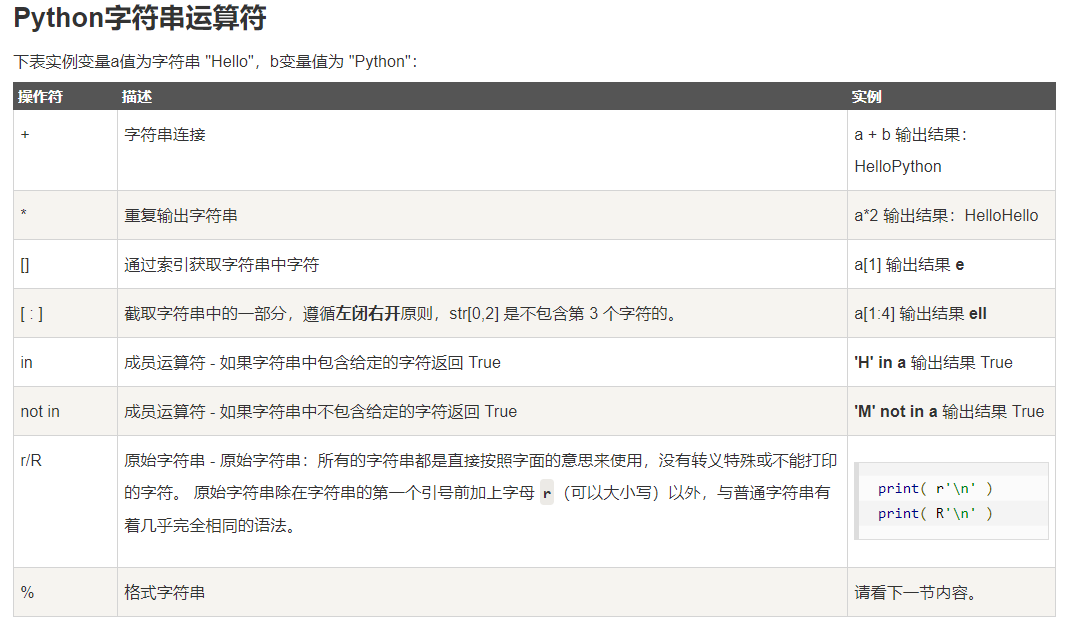 Python字符串运算符
下表实例变量a值为字符串 "Hello"，b变量值为 "Python"：
操作符 描述 实例
+ 字符串连接 a + b 输出结果：
HelloPython
* 重复输出字符串 a*2 输出结果：HelloHello
[] 通过索引获取字符串中字符 a[1] 输出结果 e
[ : ] 截取字符串中的一部分，遵循左闭右开原则，str[0,2] 是不包含第 3 个字符的。 a[1:4] 输出结果 ell
in 成员运算符 - 如果字符串中包含给定的字符返回 True 'H' in a 输出结果 True
not in 成员运算符 - 如果字符串中不包含给定的字符返回 True 'M' not in a 输出结果 True
r/R 原始字符串 - 原始字符串：所有的字符串都是直接按照字面的意思来使用，没有转义特殊或不能打印
的字符。 原始字符串除在字符串的第一个引号前加上字母 r（可以大小写）以外，与普通字符串有
着几乎完全相同的语法。
print( r'\n' )
print( R'\n' )
% 格式字符串 请看下一节内容。